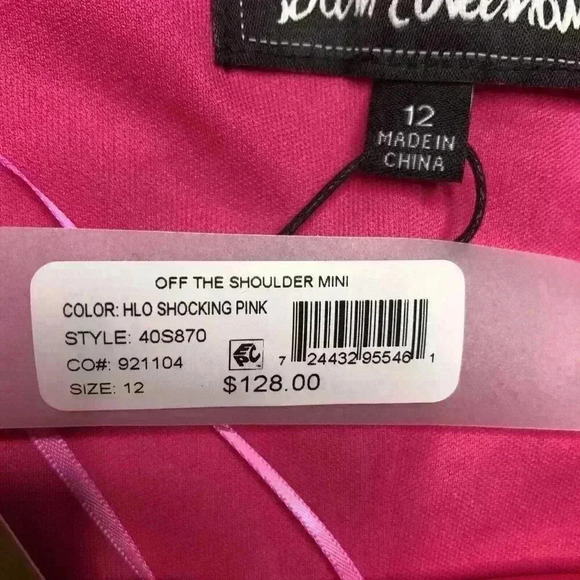 12
MADE IN
CHINA
OFF THE SHOULDER MINI
COLOR: HLO SHOCKING PINK
STYLE: 40S870
CO#: 921104
SIZE: 12
$128.00
7 24432 95546 1